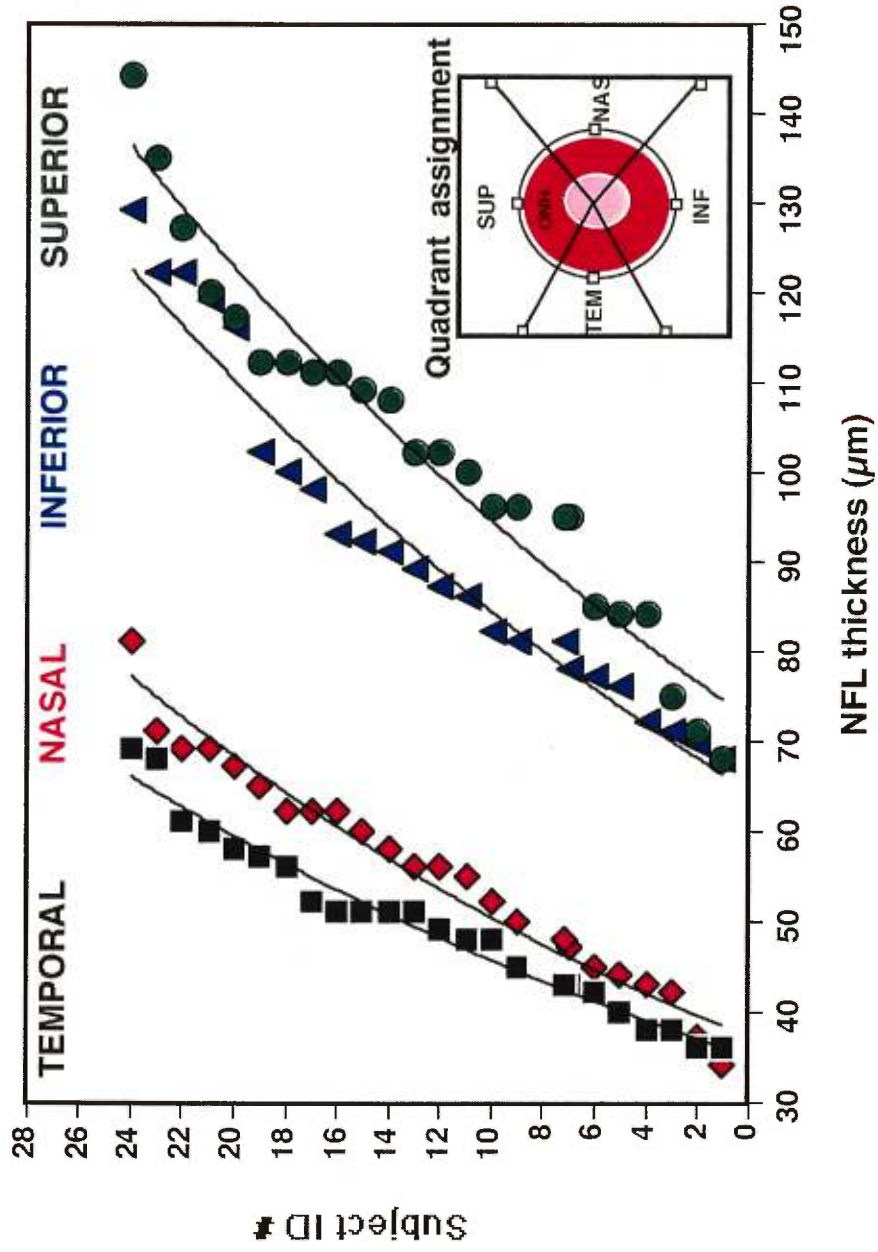 TEMPORAL
NASAL
INFERIOR
SUPERIOR
28
26
24
22
20
18
16
14
12
10
8
6
4
2
0
Subject ID #
30
40
50
60
70
80
90
100
110
120
130
140
150
NFL thickness (µm)
Quadrant assignment
SUP
ONH
TEM
NAS
INF